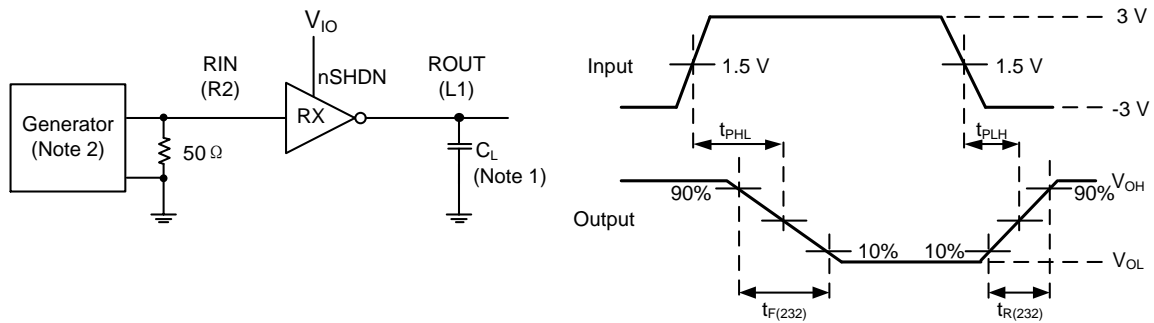 V_IO
RIN
(R2)
nSHDN
ROUT
(L1)
Generator
(Note 2)
50 Ω
RX
C_L
(Note 1)
3 V
Input
1.5 V
1.5 V
-3 V
t_PHL
t_PLH
V_OH
90%
90%
Output
10%
10%
V_OL
t_F(232)
t_R(232)